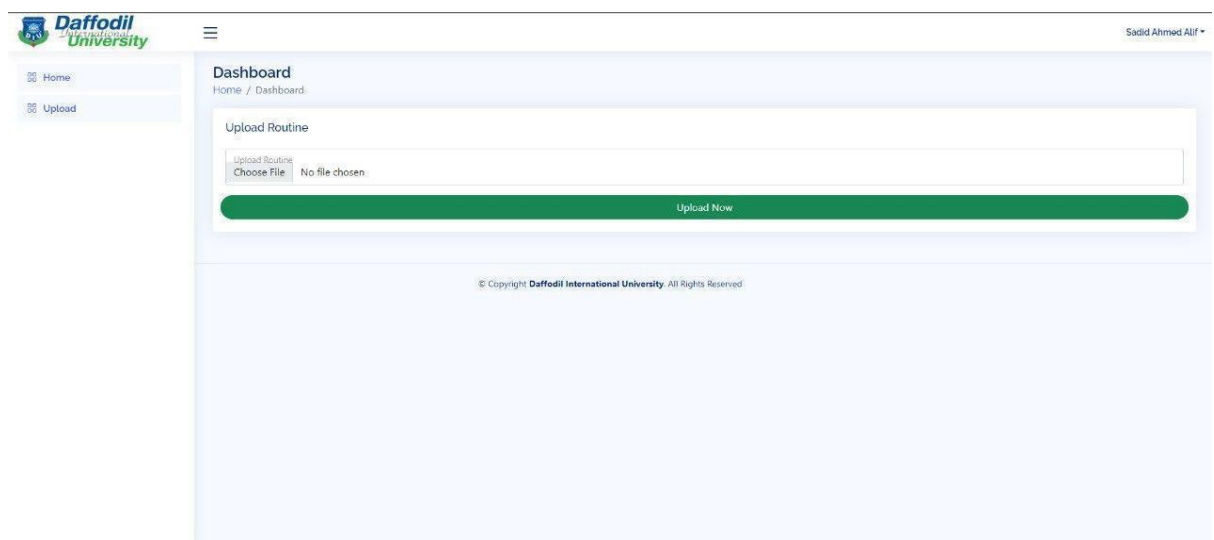 Daffodil
International
University
Sadid Ahmed Alif
Home
Upload
Dashboard
Home / Dashboard
Upload Routine
Upload Routine
Choose File No file chosen
Upload Now
© Copyright Daffodil International University. All Rights Reserved